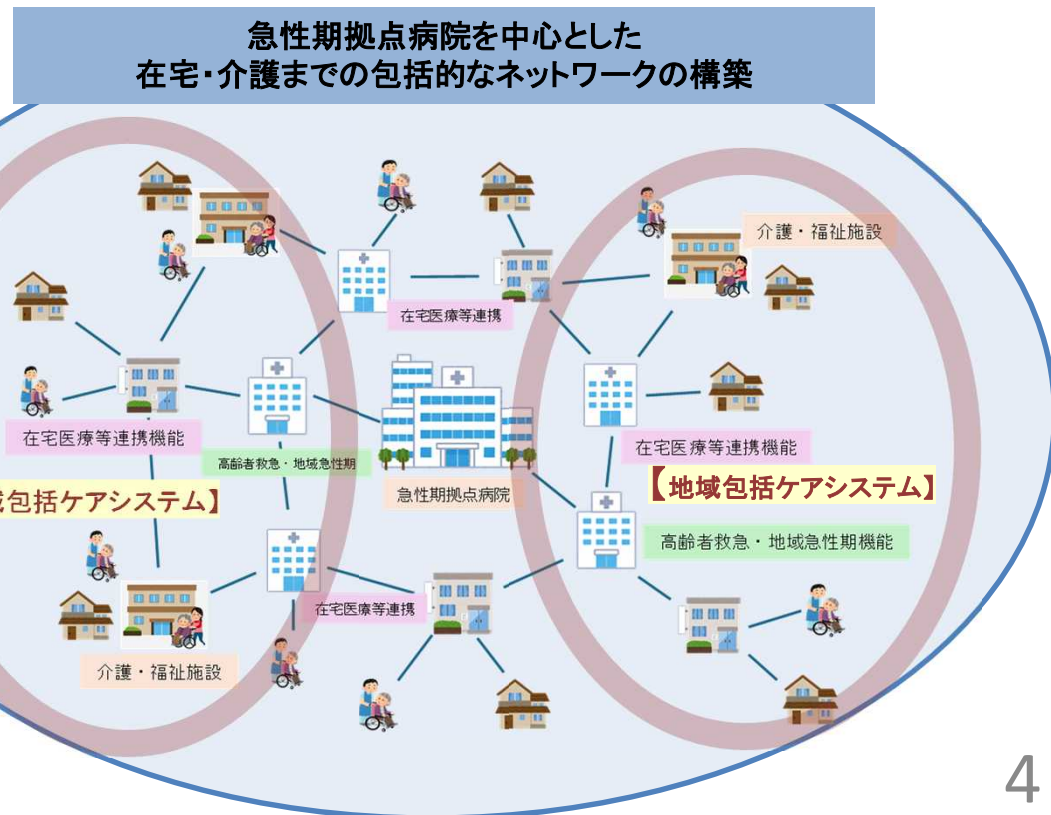 急性期拠点病院を中心とした
在宅・介護までの包括的なネットワークの構築
介護・福祉施設
在宅医療等連携
在宅医療等連携機能
高齢者救急・地域急性期
急性期拠点病院
在宅医療等連携機能
包括ケアシステム】
【地域包括ケアシステム】
高齢者救急・地域急性期機能
在宅医療等連携
介護・福祉施設
4